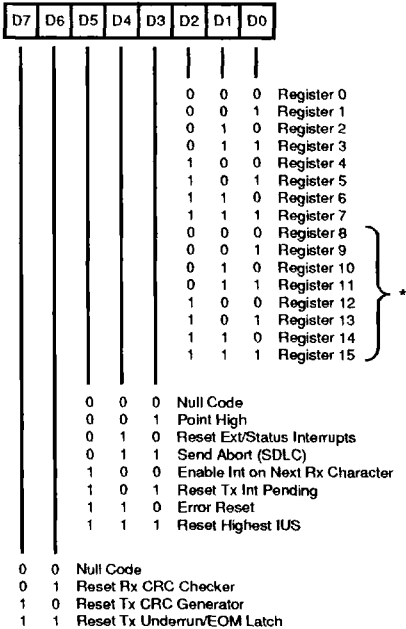 D7 D6 D5 D4 D3 D2 D1 D0
0 0 0 Register 0
0 0 1 Register 1
0 1 0 Register 2
0 1 1 Register 3
1 0 0 Register 4
1 0 1 Register 5
1 1 0 Register 6
1 1 1 Register 7
0 0 0 Register 8
0 0 1 Register 9
0 1 0 Register 10
0 1 1 Register 11
*
1 0 0 Register 12
1 0 1 Register 13
1 1 0 Register 14
1 1 1 Register 15
0 0 0 Null Code
0 0 1 Point High
0 1 0 Reset Ext/Status Interrupts
0 1 1 Send Abort (SDLC)
1 0 0 Enable Int on Next Rx Character
1 0 1 Reset Tx Int Pending
1 1 0 Error Reset
1 1 1 Reset Highest IUS
0 0 Null Code
0 1 Reset Rx CRC Checker
1 0 Reset Tx CRC Generator
1 1 Reset Tx Underrun/EOM Latch